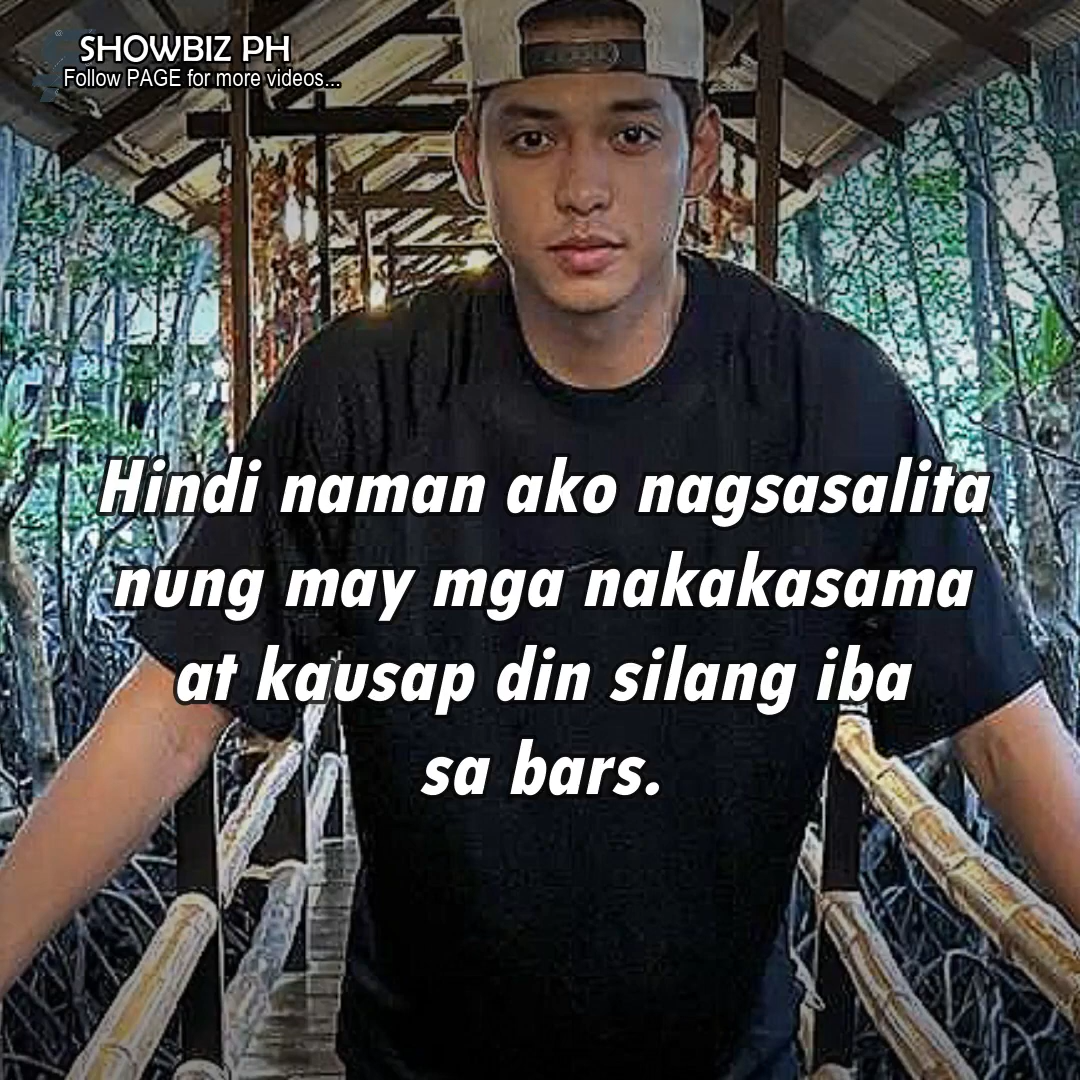 SHOWBIZ PH
Follow PAGE for more videos...
Hindi naman ako nagsasalita
nung may mga nakakasama
at kausap din silang iba
sa bars.